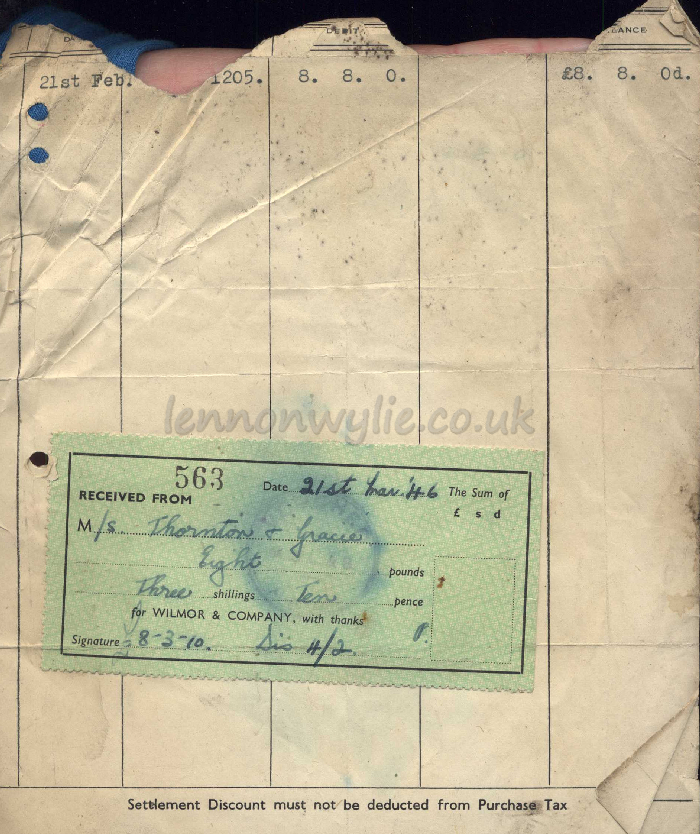 DEBIT
21st Feb. 1205. 8. 8. 0. £8. 8. 0d.
lennonwylie.co.uk
563
Date 21st Mar. '46 The Sum of
RECEIVED FROM £ s d
M/s. Thornton & Gracie
Eight pounds
Three shillings Ten pence
for WILMOR & COMPANY, with thanks
Signature 8-3-10. Dis 4/2.
Settlement Discount must not be deducted from Purchase Tax